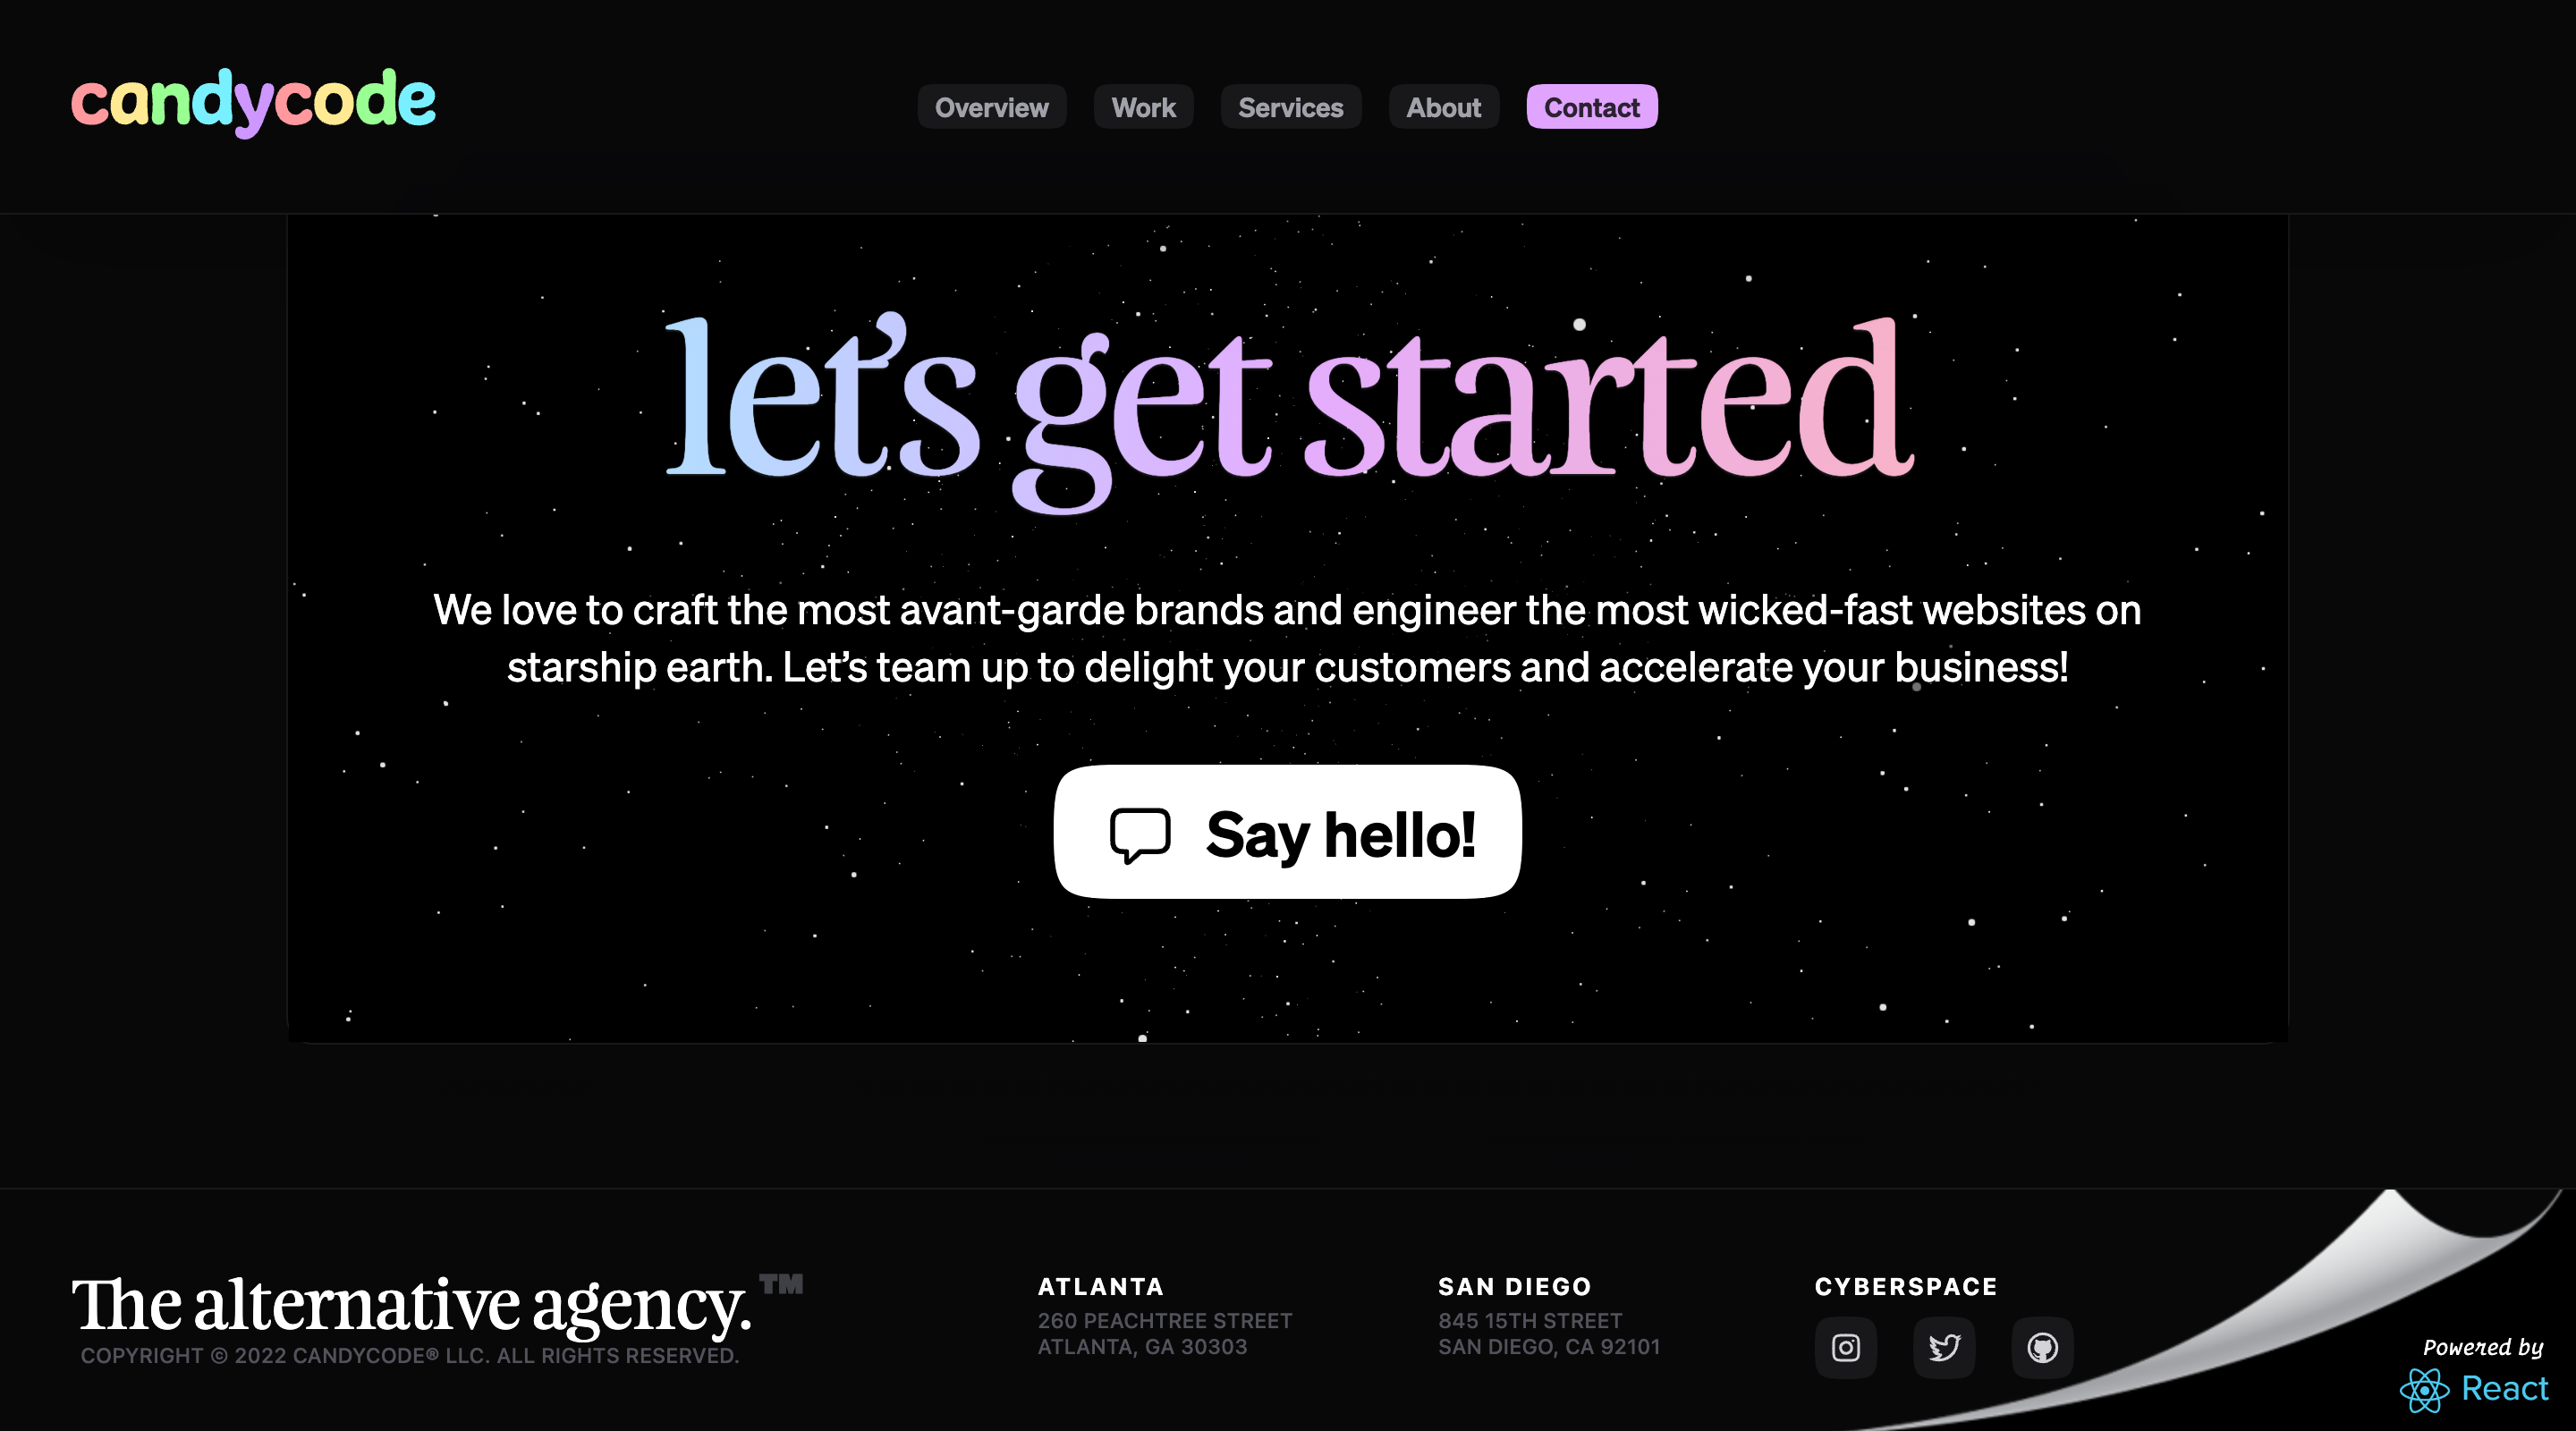 candycode
Overview Work Services About Contact
let’s get started
We love to craft the most avant-garde brands and engineer the most wicked-fast websites on
starship earth. Let’s team up to delight your customers and accelerate your business!
Say hello!
The alternative agency.™
COPYRIGHT © 2022 CANDYCODE® LLC. ALL RIGHTS RESERVED.
ATLANTA
260 PEACHTREE STREET
ATLANTA, GA 30303
SAN DIEGO
845 15TH STREET
SAN DIEGO, CA 92101
CYBERSPACE
Powered by
React